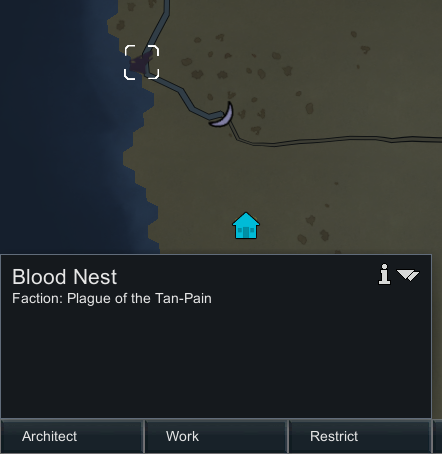 Blood Nest
Faction: Plague of the Tan-Pain
Architect
Work
Restrict